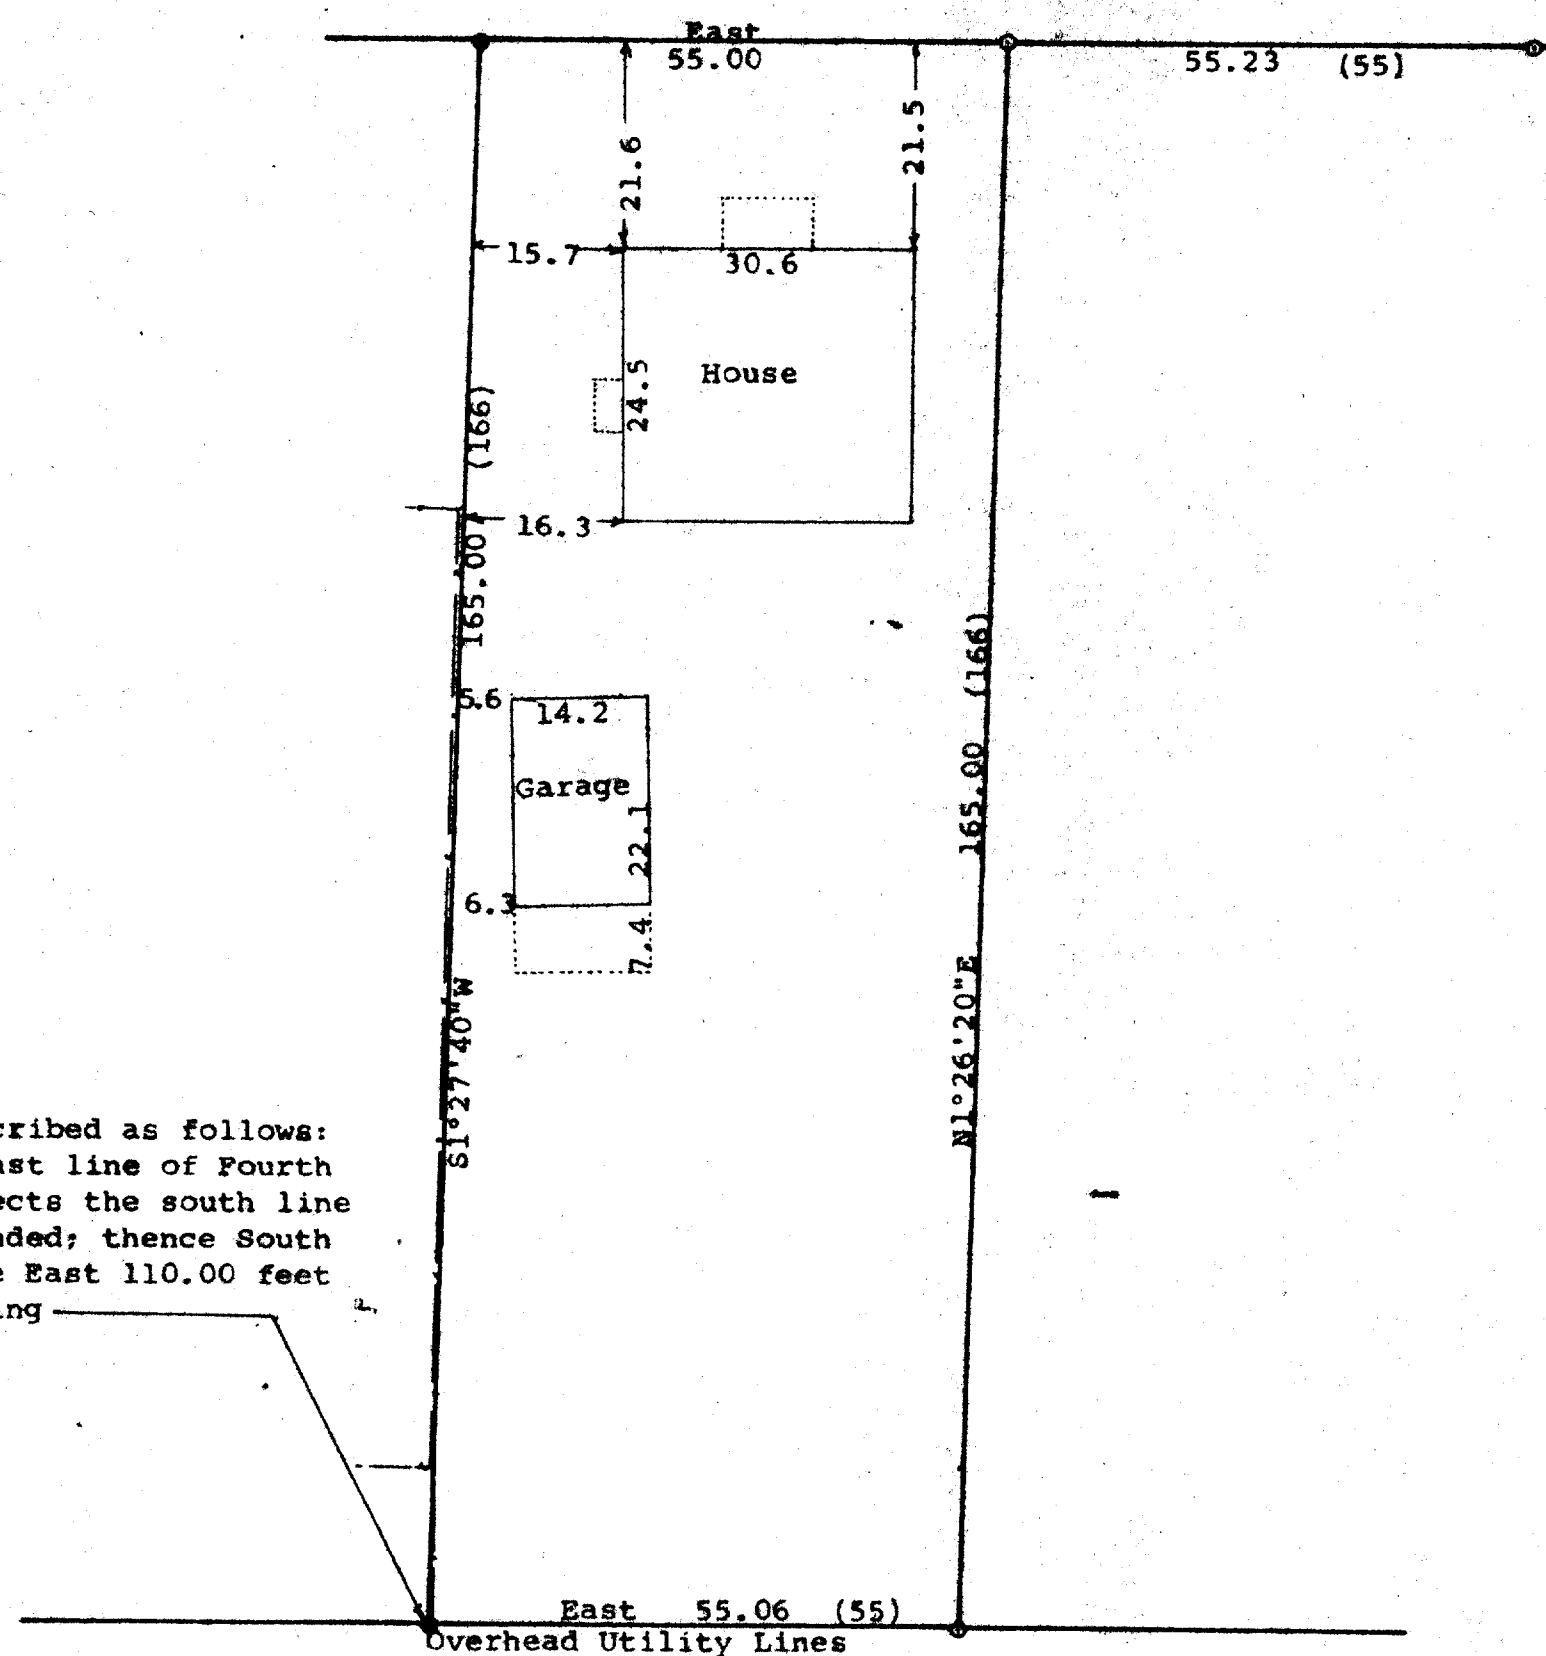 East
55.00
55.23 (55)
21.6
21.5
15.7
30.6
House
24.5
(166)
16.3
165.00
5.6
14.2
Garage
22.1
6.3
7.4
165.00 (166)
S1°27'40"W
N1°26'20"E
cribed as follows:
ast line of Fourth
ects the south line
nded; thence South
e East 110.00 feet
ing
East 55.06 (55)
Overhead Utility Lines